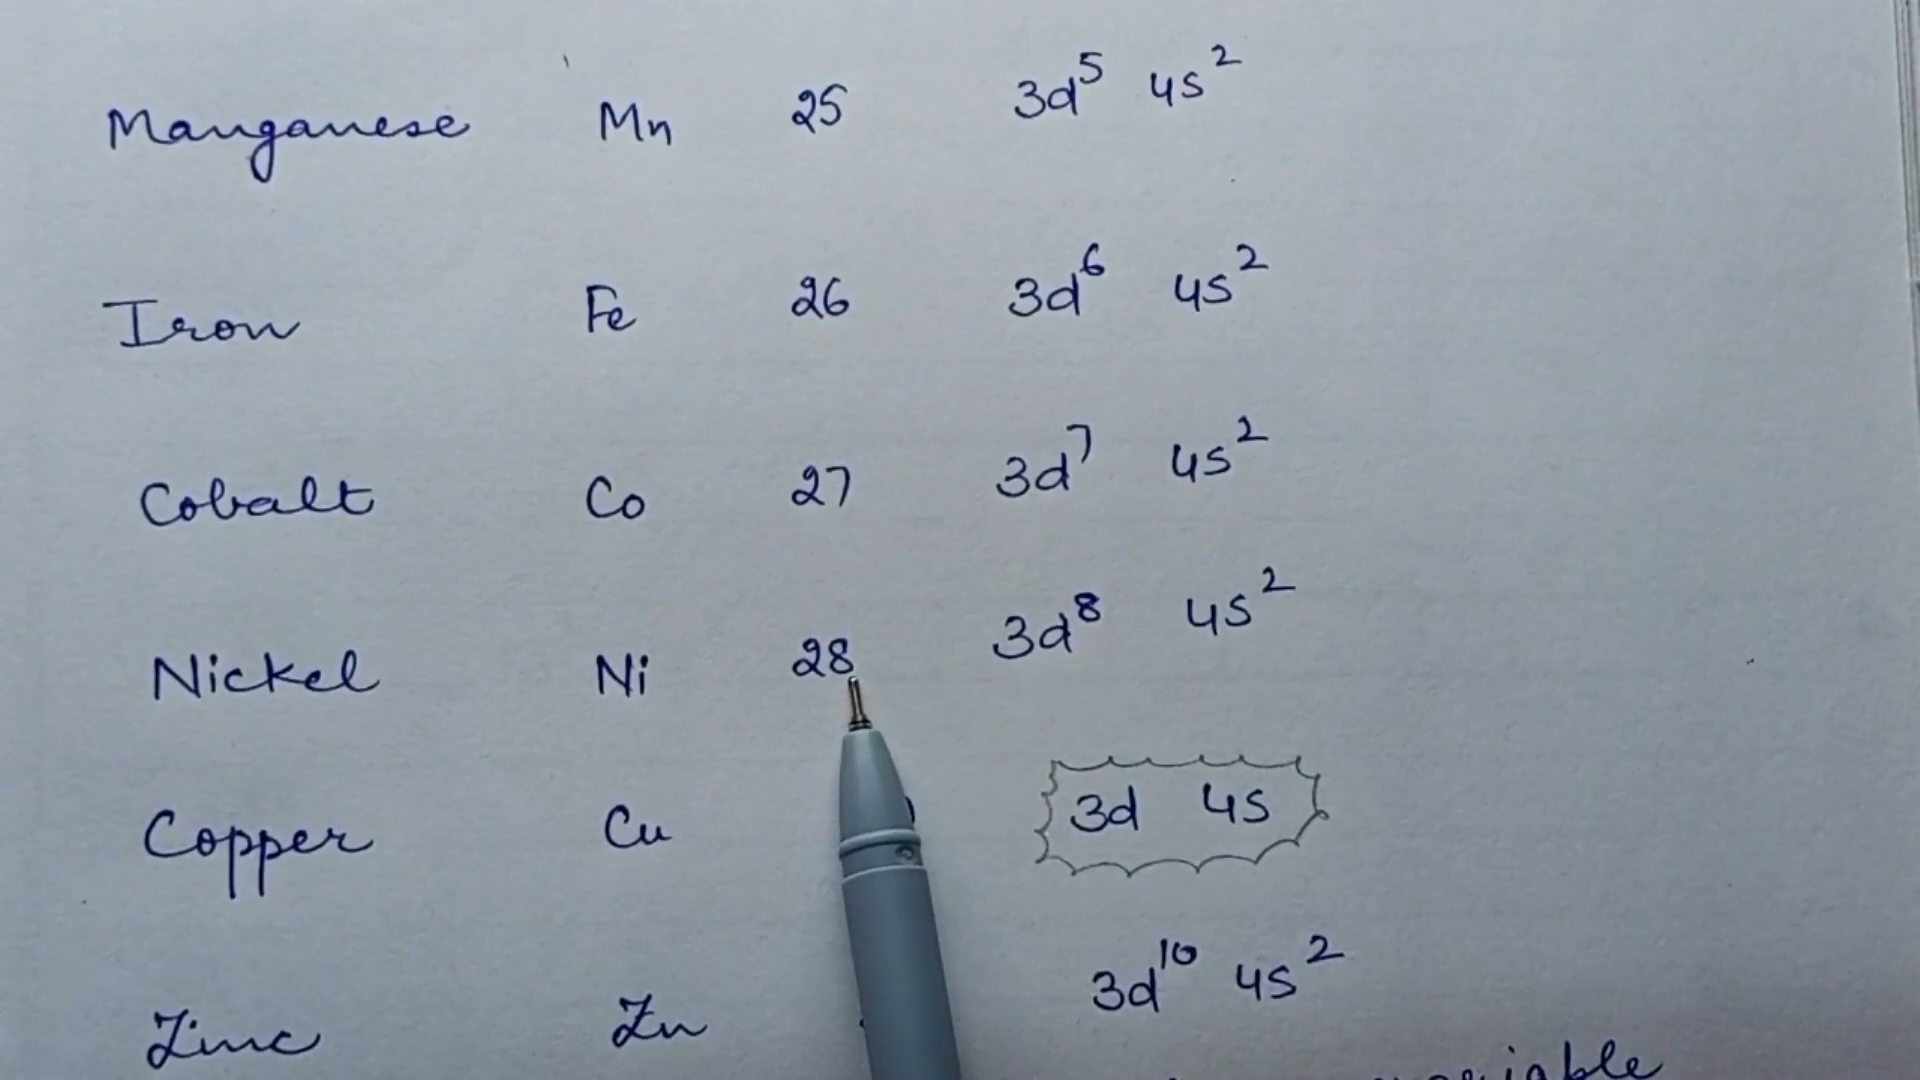 Manganese Mn 25 3d⁵ 4s²
Iron Fe 26 3d⁶ 4s²
Cobalt Co 27 3d⁷ 4s²
Nickel Ni 28 3d⁸ 4s²
Copper Cu 3d 4s
Zinc Zn 3d¹⁰ 4s²